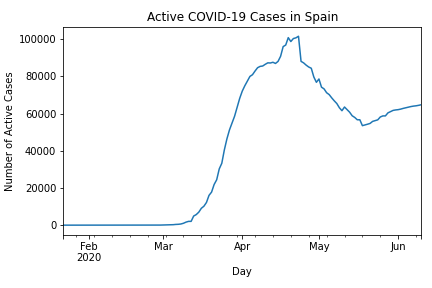 Active COVID-19 Cases in Spain
Number of Active Cases
100000
80000
60000
40000
20000
0
Feb Mar Apr May Jun
2020
Day